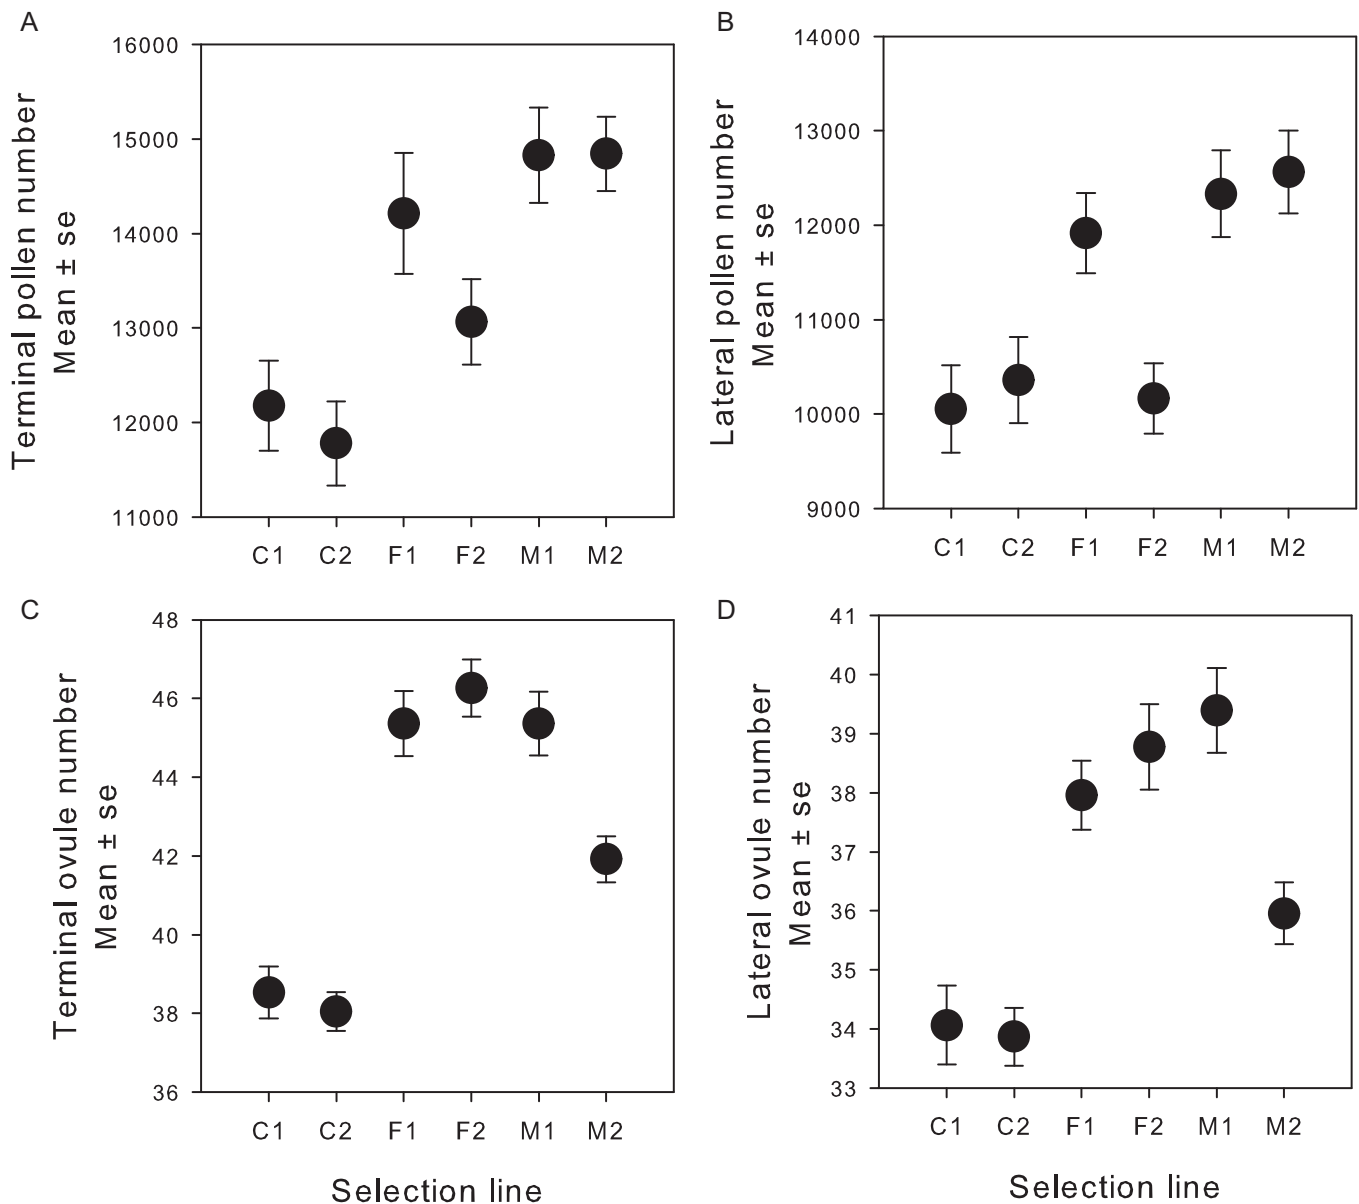 A
Terminal pollen number
Mean ± se
16000
15000
14000
13000
12000
11000
C1 C2 F1 F2 M1 M2
B
Lateral pollen number
Mean ± se
14000
13000
12000
11000
10000
9000
C1 C2 F1 F2 M1 M2
C
Terminal ovule number
Mean ± se
48
46
44
42
40
38
36
C1 C2 F1 F2 M1 M2
Selection line
D
Lateral ovule number
Mean ± se
41
40
39
38
37
36
35
34
33
C1 C2 F1 F2 M1 M2
Selection line